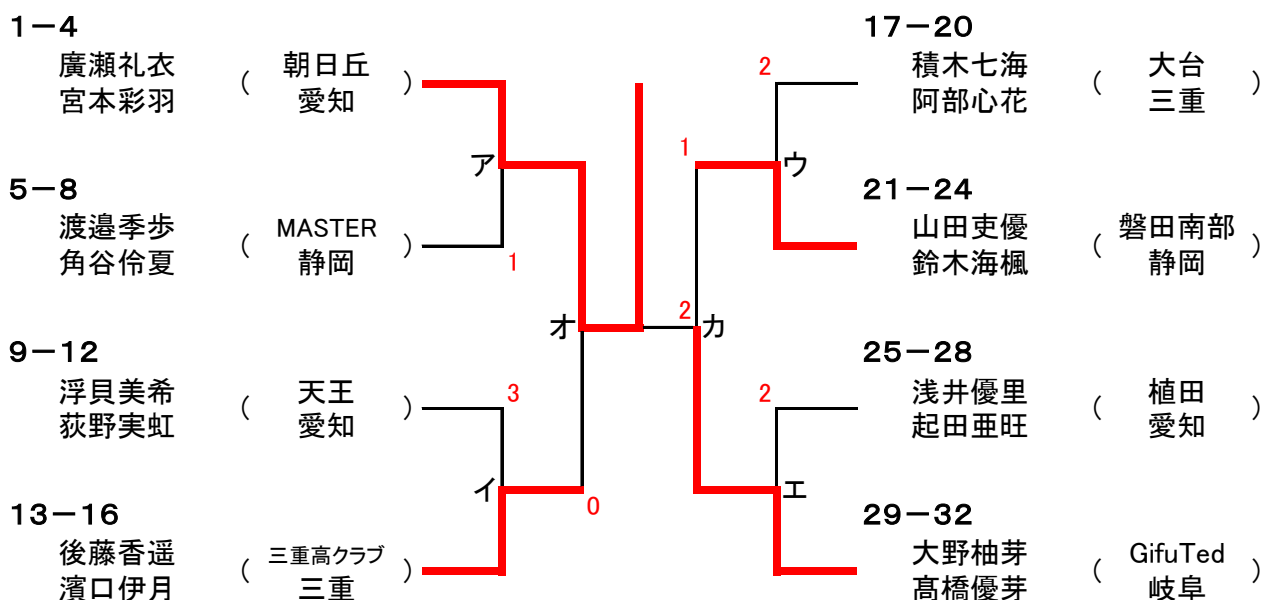 1－4
廣瀬礼衣
宮本彩羽
( 朝日丘 )
愛知
ア
5－8
渡邉季歩
角谷伶夏
( MASTER )
静岡
1
オ
9－12
浮貝美希
荻野実虹
( 天王 )
愛知
3
イ
0
13－16
後藤香遥
濱口伊月
( 三重高クラブ )
三重
17－20
2
積木七海
阿部心花
( 大台 )
三重
1
ウ
21－24
山田吏優
鈴木海楓
( 磐田南部 )
静岡
2
カ
25－28
2
浅井優里
起田亜旺
( 植田 )
愛知
エ
29－32
大野柚芽
髙橋優芽
( GifuTed )
岐阜